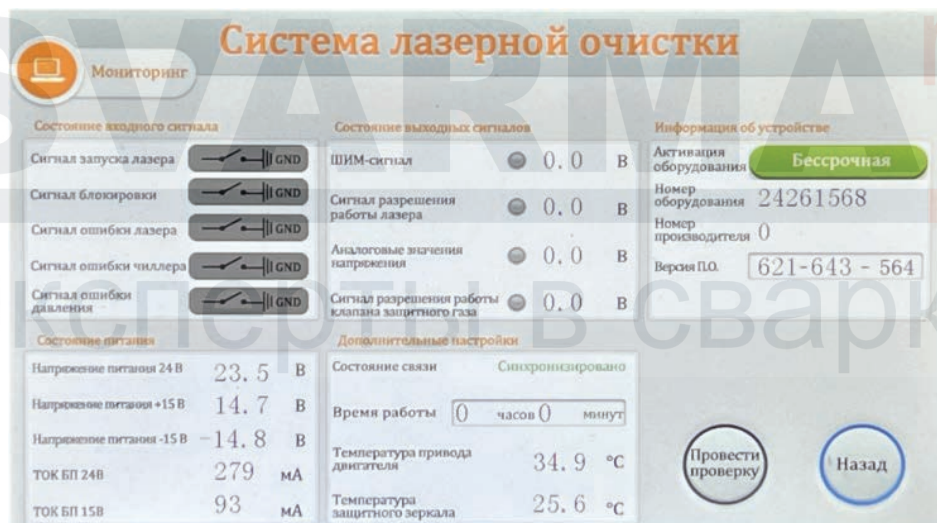 SVARMA
Система лазерной очистки
Мониторинг
Состояние входного сигнала
Сигнал запуска лазера GND
Сигнал блокировки GND
Сигнал ошибки лазера GND
Сигнал ошибки чиллера GND
Сигнал ошибки
давления GND
Состояние выходных сигналов
ШИМ-сигнал 0.0 В
Сигнал разрешения
работы лазера 0.0 В
Аналоговые значения
напряжения 0.0 В
Сигнал разрешения работы
клапана защитного газа 0.0 В
Информация об устройстве
Активация
оборудования Бессрочная
Номер
оборудования 24261568
Номер
производителя 0
Версия П.О. 621-643 - 564
ксперты в сварк
Состояние питания
Напряжение питания 24 В 23.5 В
Напряжение питания +15 В 14.7 В
Напряжение питания -15 В -14.8 В
ТОК БП 24В 279 мА
ТОК БП 15В 93 мА
Дополнительные настройки
Состояние связи Синхронизировано
Время работы 0 часов 0 минут
Температура привода
двигателя 34.9 °C
Температура
защитного зеркала 25.6 °C
Провести
проверку
Назад